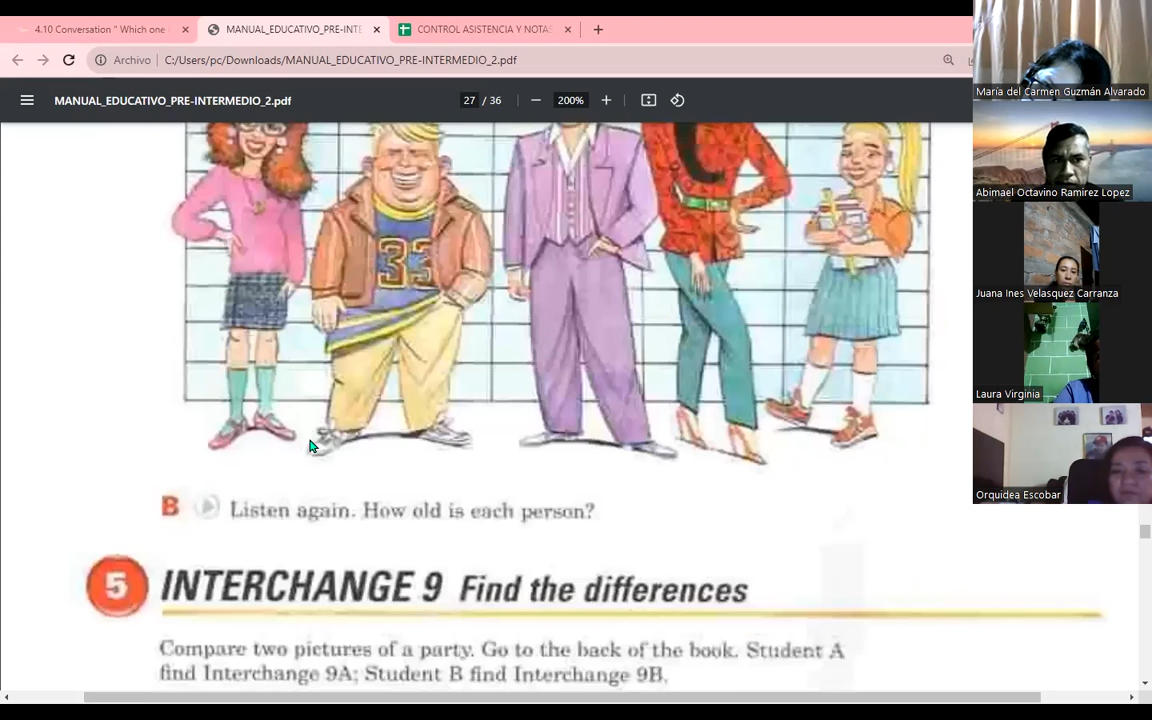 4.10 Conversation " Which one
MANUAL_EDUCATIVO_PRE-INTE
CONTROL ASISTENCIA Y NOTAS
Archivo
C:/Users/pc/Downloads/MANUAL_EDUCATIVO_PRE-INTERMEDIO_2.pdf
MANUAL_EDUCATIVO_PRE-INTERMEDIO_2.pdf
27 / 36
200%
33
B Listen again. How old is each person?
5 INTERCHANGE 9 Find the differences
Compare two pictures of a party. Go to the back of the book. Student A
find Interchange 9A; Student B find Interchange 9B.
María del Carmen Guzmán Alvarado
Abimael Octavino Ramirez Lopez
Juana Ines Velasquez Carranza
Laura Virginia
Orquidea Escobar